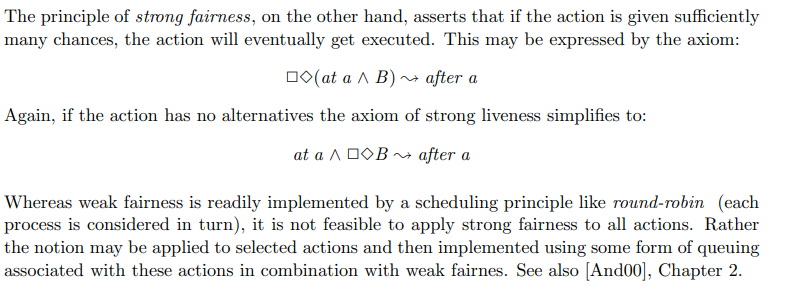 The principle of strong fairness, on the other hand, asserts that if the action is given sufficiently
many chances, the action will eventually get executed. This may be expressed by the axiom:
□◇(at a ∧ B) ⇝ after a
Again, if the action has no alternatives the axiom of strong liveness simplifies to:
at a ∧ □◇B ⇝ after a
Whereas weak fairness is readily implemented by a scheduling principle like round-robin (each
process is considered in turn), it is not feasible to apply strong fairness to all actions. Rather
the notion may be applied to selected actions and then implemented using some form of queuing
associated with these actions in combination with weak fairnes. See also [And00], Chapter 2.